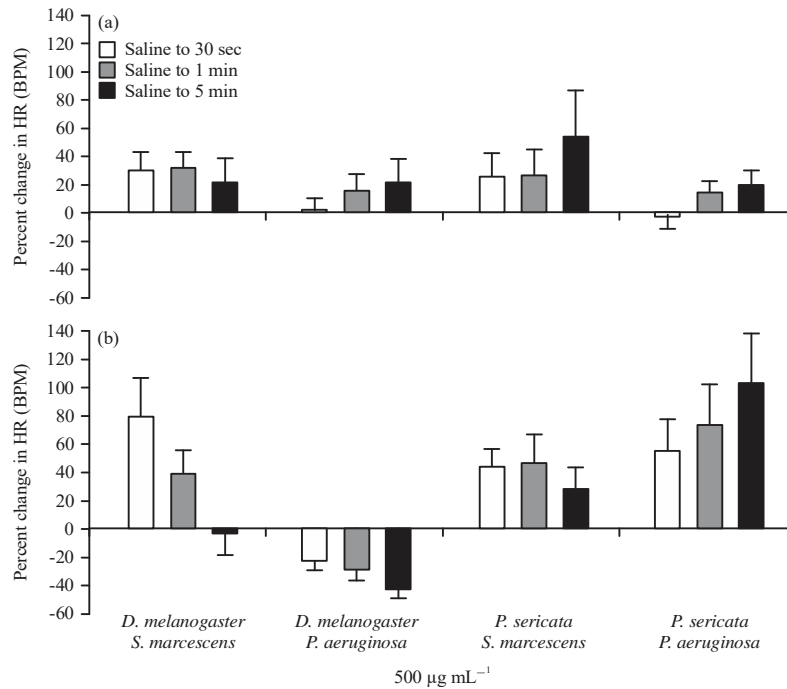 (a)
Saline to 30 sec
Saline to 1 min
Saline to 5 min
Percent change in HR (BPM)
140
120
100
80
60
40
20
0
-20
-40
-60
(b)
Percent change in HR (BPM)
140
120
100
80
60
40
20
0
-20
-40
-60
D. melanogaster
S. marcescens
D. melanogaster
P. aeruginosa
P. sericata
S. marcescens
P. sericata
P. aeruginosa
500 µg mL⁻¹